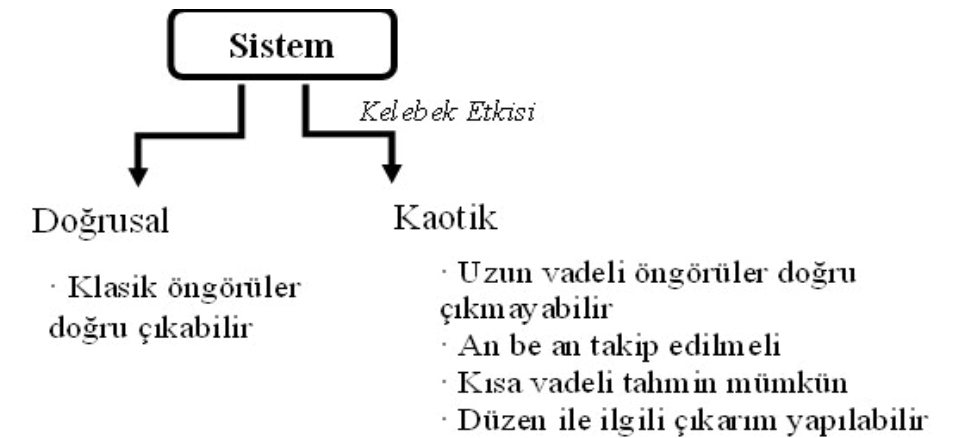 Sistem
Kelebek Etkisi
Doğrusal
· Klasik öngörüler
doğru çıkabilir
Kaotik
· Uzun vadeli öngörüler doğru
çıkmayabilir
· An be an takip edilmeli
· Kısa vadeli tahmin mümkün
· Düzen ile ilgili çıkarım yapılabilir